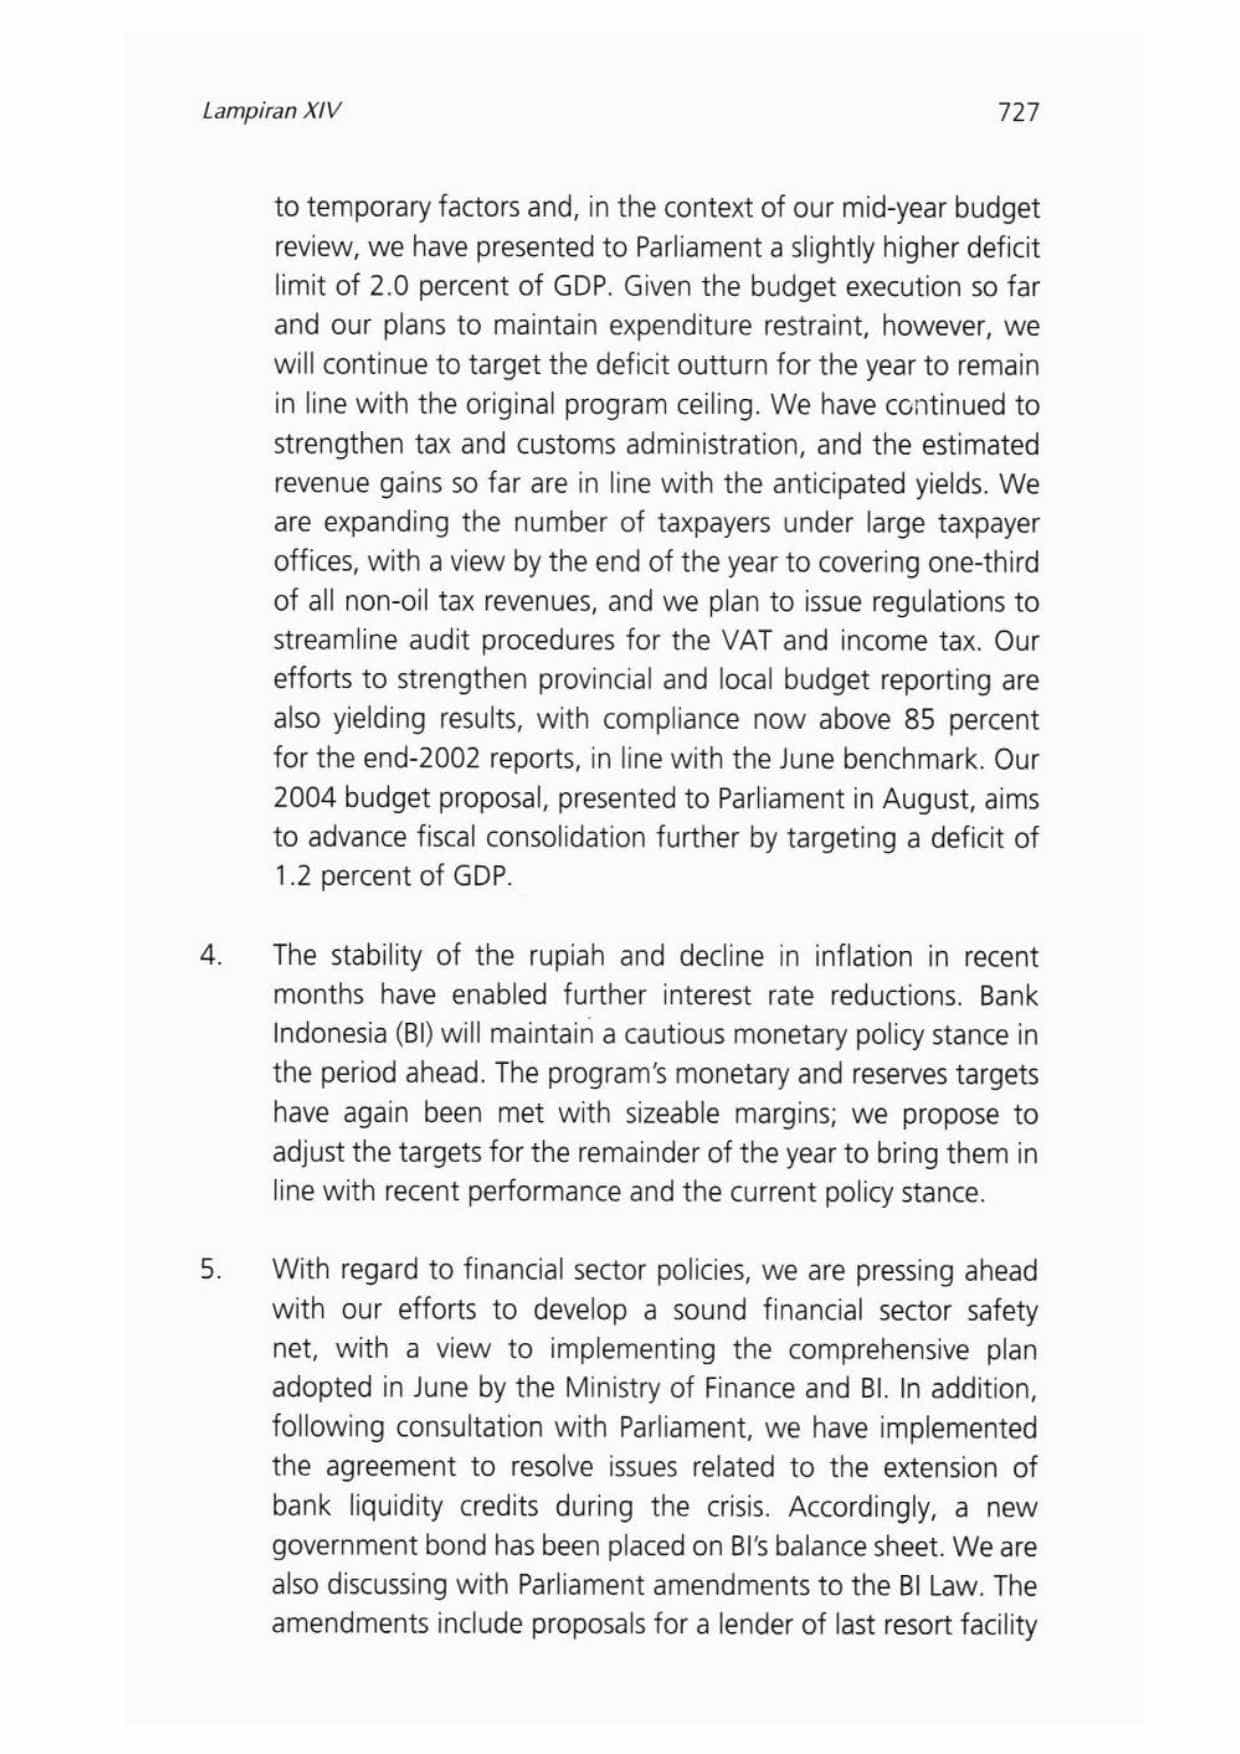 Lampiran XIV 727
to temporary factors and, in the context of our mid-year budget
review, we have presented to Parliament a slightly higher deficit
limit of 2.0 percent of GDP. Given the budget execution so far
and our plans to maintain expenditure restraint, however, we
will continue to target the deficit outturn for the year to remain
in line with the original program ceiling. We have continued to
strengthen tax and customs administration, and the estimated
revenue gains so far are in line with the anticipated yields. We
are expanding the number of taxpayers under large taxpayer
offices, with a view by the end of the year to covering one-third
of all non-oil tax revenues, and we plan to issue regulations to
streamline audit procedures for the VAT and income tax. Our
efforts to strengthen provincial and local budget reporting are
also yielding results, with compliance now above 85 percent
for the end-2002 reports, in line with the June benchmark. Our
2004 budget proposal, presented to Parliament in August, aims
to advance fiscal consolidation further by targeting a deficit of
1.2 percent of GDP.
4. The stability of the rupiah and decline in inflation in recent
months have enabled further interest rate reductions. Bank
Indonesia (BI) will maintain a cautious monetary policy stance in
the period ahead. The program's monetary and reserves targets
have again been met with sizeable margins; we propose to
adjust the targets for the remainder of the year to bring them in
line with recent performance and the current policy stance.
5. With regard to financial sector policies, we are pressing ahead
with our efforts to develop a sound financial sector safety
net, with a view to implementing the comprehensive plan
adopted in June by the Ministry of Finance and BI. In addition,
following consultation with Parliament, we have implemented
the agreement to resolve issues related to the extension of
bank liquidity credits during the crisis. Accordingly, a new
government bond has been placed on BI's balance sheet. We are
also discussing with Parliament amendments to the BI Law. The
amendments include proposals for a lender of last resort facility